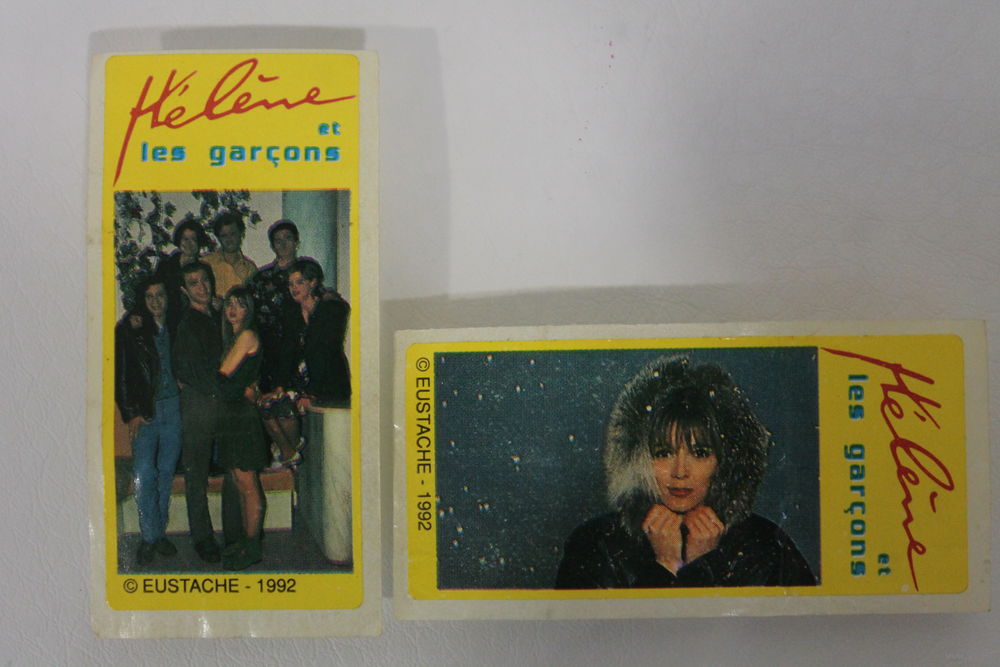 Hélène
et
les garçons
© EUSTACHE - 1992
Hélène
et
les garçons
© EUSTACHE - 1992